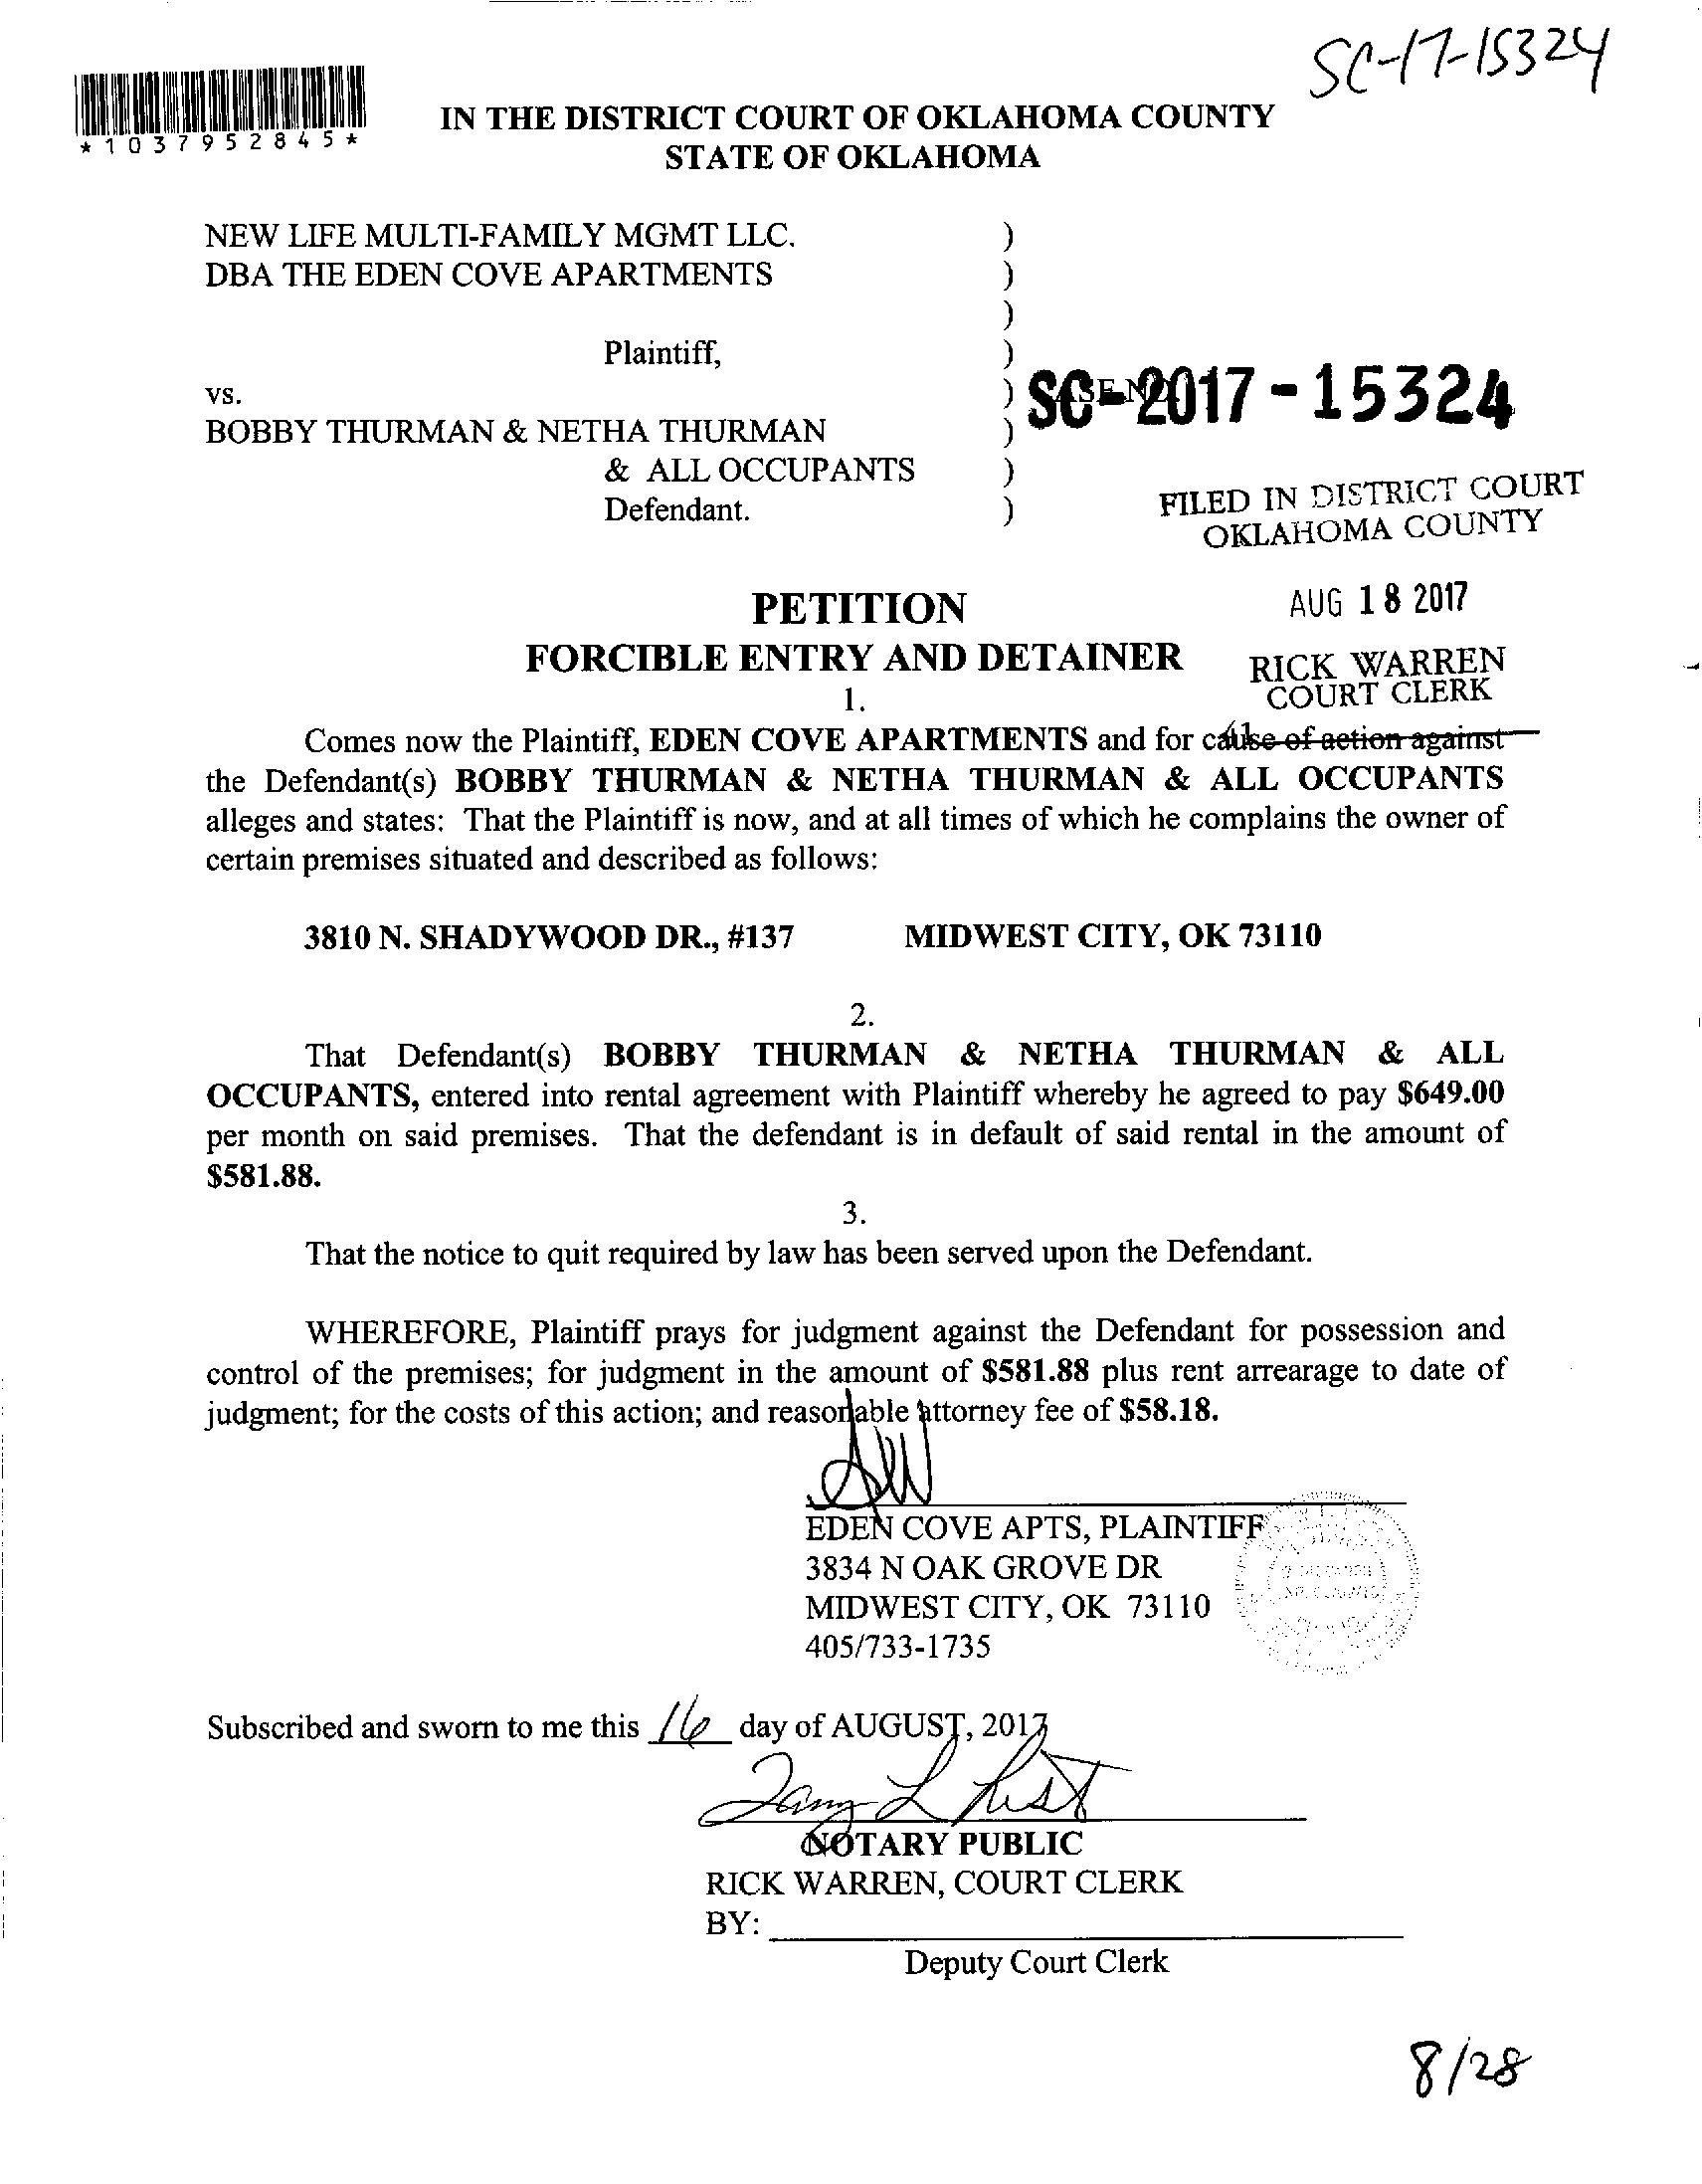 SC-17-15324
*1037952845*
IN THE DISTRICT COURT OF OKLAHOMA COUNTY
STATE OF OKLAHOMA
NEW LIFE MULTI-FAMILY MGMT LLC. )
DBA THE EDEN COVE APARTMENTS )
)
Plaintiff, )
vs. ) SC-2017-15324
BOBBY THURMAN & NETHA THURMAN )
& ALL OCCUPANTS )
Defendant. )
FILED IN DISTRICT COURT
OKLAHOMA COUNTY
AUG 18 2017
RICK WARREN
COURT CLERK
PETITION
FORCIBLE ENTRY AND DETAINER
1.
Comes now the Plaintiff, EDEN COVE APARTMENTS and for cause of action against
the Defendant(s) BOBBY THURMAN & NETHA THURMAN & ALL OCCUPANTS
alleges and states: That the Plaintiff is now, and at all times of which he complains the owner of
certain premises situated and described as follows:
3810 N. SHADYWOOD DR., #137 MIDWEST CITY, OK 73110
2.
That Defendant(s) BOBBY THURMAN & NETHA THURMAN & ALL
OCCUPANTS, entered into rental agreement with Plaintiff whereby he agreed to pay $649.00
per month on said premises. That the defendant is in default of said rental in the amount of
$581.88.
3.
That the notice to quit required by law has been served upon the Defendant.
WHEREFORE, Plaintiff prays for judgment against the Defendant for possession and
control of the premises; for judgment in the amount of $581.88 plus rent arrearage to date of
judgment; for the costs of this action; and reasonable attorney fee of $58.18.
EDEN COVE APTS, PLAINTIFF
3834 N OAK GROVE DR
MIDWEST CITY, OK 73110
405/733-1735
Subscribed and sworn to me this 16 day of AUGUST, 2017
NOTARY PUBLIC
RICK WARREN, COURT CLERK
BY:
Deputy Court Clerk
8/28